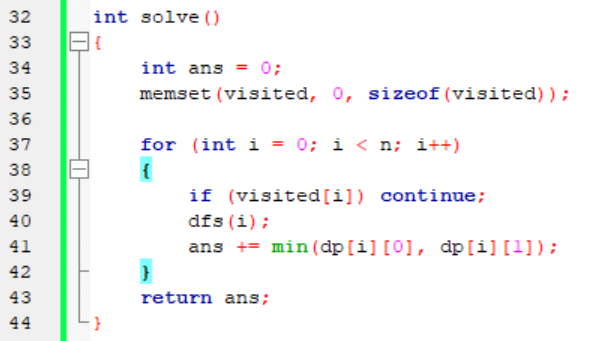 32 int solve()
33 {
34     int ans = 0;
35     memset(visited, 0, sizeof(visited));
36
37     for (int i = 0; i < n; i++)
38     {
39         if (visited[i]) continue;
40         dfs(i);
41         ans += min(dp[i][0], dp[i][1]);
42     }
43     return ans;
44 }